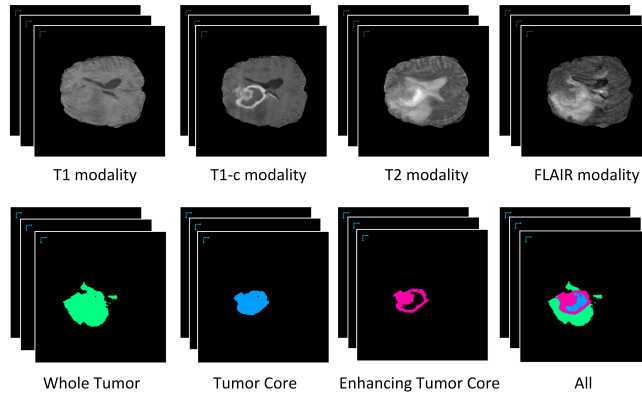 T1 modality
T1-c modality
T2 modality
FLAIR modality
Whole Tumor
Tumor Core
Enhancing Tumor Core
All